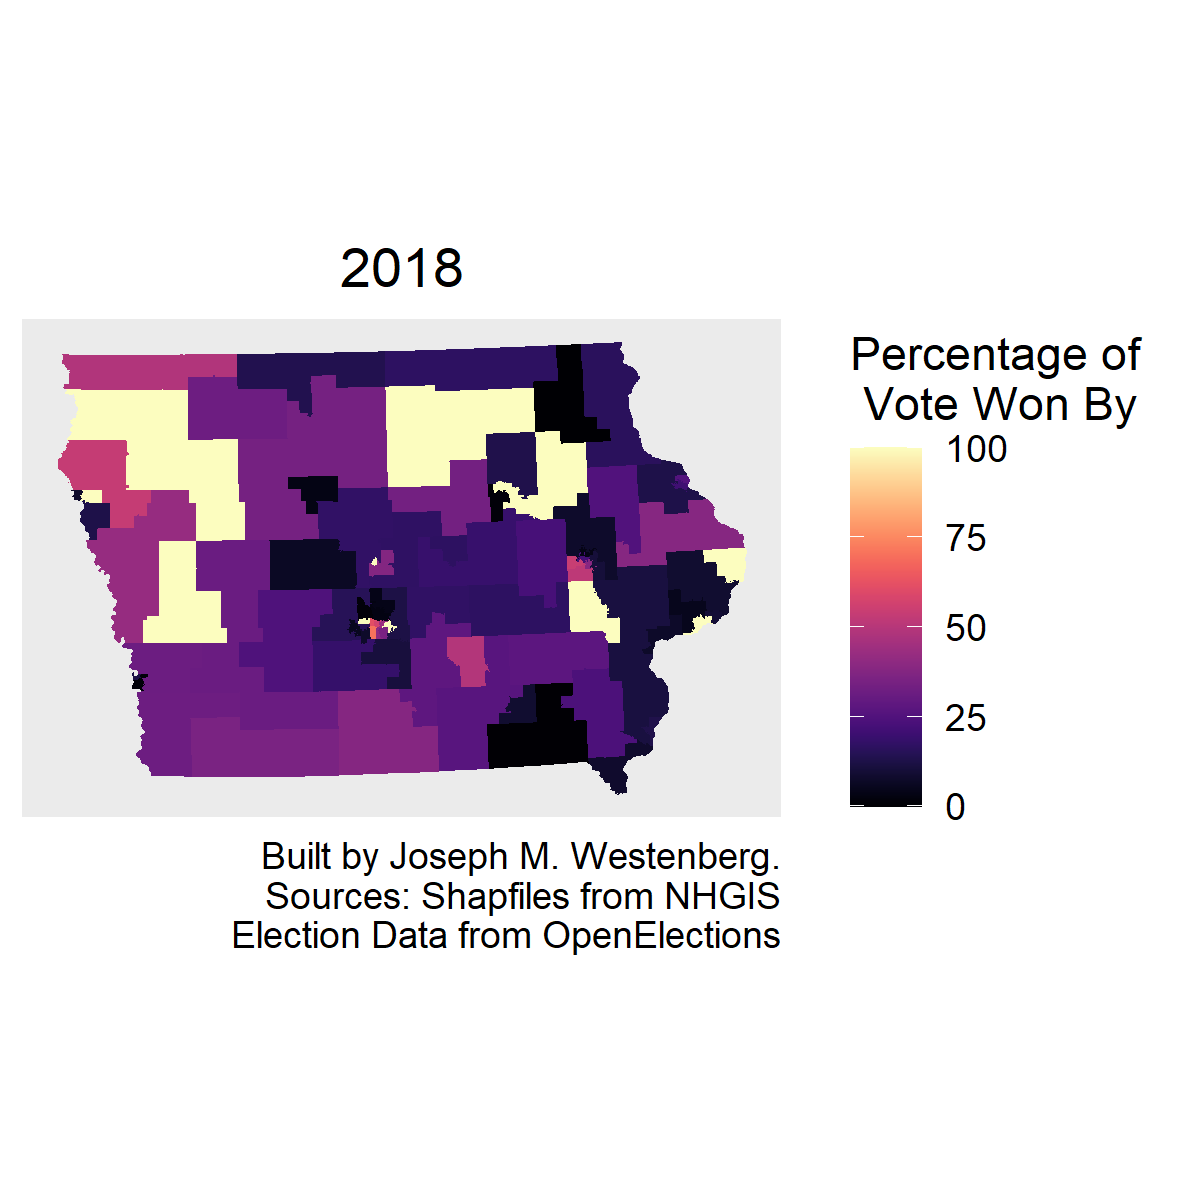 2018
Percentage of
Vote Won By
100
75
50
25
0
Built by Joseph M. Westenberg.
Sources: Shapfiles from NHGIS
Election Data from OpenElections